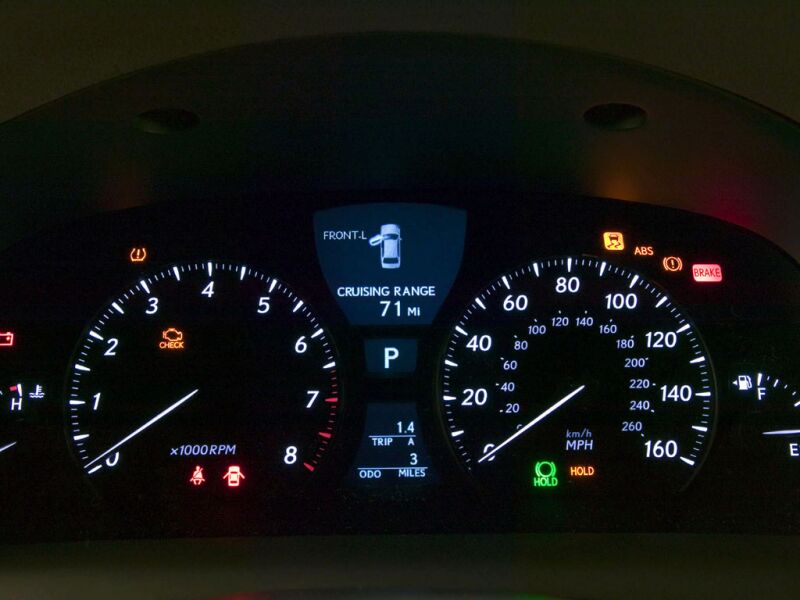 FRONT-L
CRUISING RANGE
71 Mi
P
1.4
TRIP A
3
ODO MILES
0
1
2
3
4
5
6
7
8
×1000RPM
CHECK
H
ABS
BRAKE
0
20
40
60
80
100
120
140
160
20
40
60
80
100
120
140
160
180
200
220
240
260
km/h
MPH
HOLD
HOLD
F
E